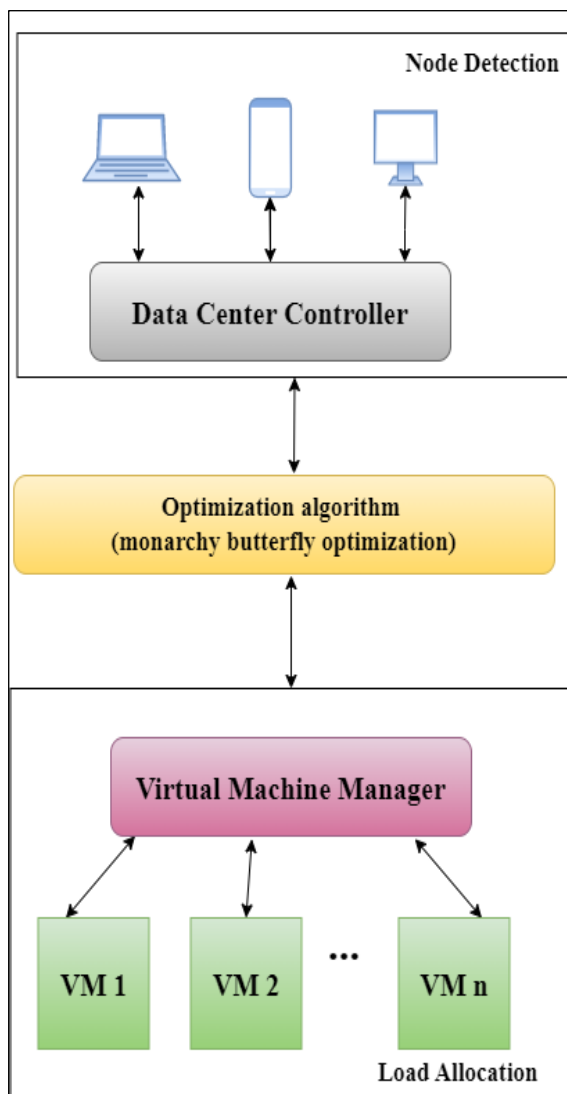 Node Detection
Data Center Controller
Optimization algorithm
(monarchy butterfly optimization)
Virtual Machine Manager
VM 1
VM 2
...
VM n
Load Allocation